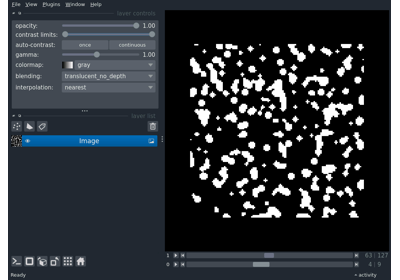 File View Plugins Window Help
layer controls
opacity: 1.00
contrast limits:
auto-contrast: once continuous
gamma: 1.00
colormap: gray
blending: translucent_no_depth
interpolation: nearest
layer list
Image
1 63 127
0 4 9
Ready activity